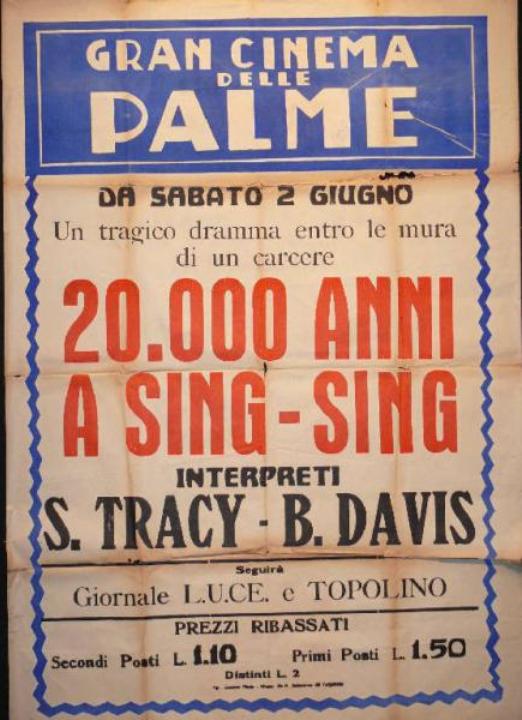 GRAN CINEMA
DELLE
PALME
DA SABATO 2 GIUGNO
Un tragico dramma entro le mura
di un carcere
20.000 ANNI
A SING-SING
INTERPRETI
S. TRACY - B. DAVIS
Seguirà
Giornale L.U.CE. e TOPOLINO
PREZZI RIBASSATI
Secondi Posti L. 1.10 Primi Posti L. 1.50
Distinti L. 2